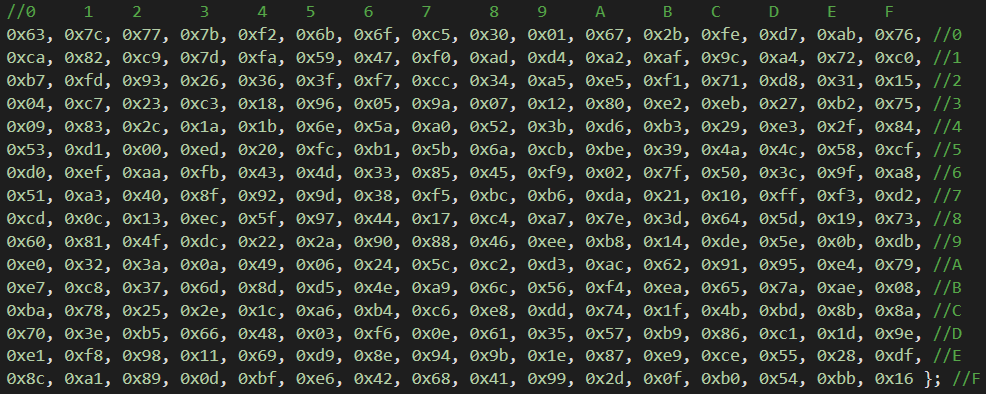 //0 1 2 3 4 5 6 7 8 9 A B C D E F
0x63, 0x7c, 0x77, 0x7b, 0xf2, 0x6b, 0x6f, 0xc5, 0x30, 0x01, 0x67, 0x2b, 0xfe, 0xd7, 0xab, 0x76, //0
0xca, 0x82, 0xc9, 0x7d, 0xfa, 0x59, 0x47, 0xf0, 0xad, 0xd4, 0xa2, 0xaf, 0x9c, 0xa4, 0x72, 0xc0, //1
0xb7, 0xfd, 0x93, 0x26, 0x36, 0x3f, 0xf7, 0xcc, 0x34, 0xa5, 0xe5, 0xf1, 0x71, 0xd8, 0x31, 0x15, //2
0x04, 0xc7, 0x23, 0xc3, 0x18, 0x96, 0x05, 0x9a, 0x07, 0x12, 0x80, 0xe2, 0xeb, 0x27, 0xb2, 0x75, //3
0x09, 0x83, 0x2c, 0x1a, 0x1b, 0x6e, 0x5a, 0xa0, 0x52, 0x3b, 0xd6, 0xb3, 0x29, 0xe3, 0x2f, 0x84, //4
0x53, 0xd1, 0x00, 0xed, 0x20, 0xfc, 0xb1, 0x5b, 0x6a, 0xcb, 0xbe, 0x39, 0x4a, 0x4c, 0x58, 0xcf, //5
0xd0, 0xef, 0xaa, 0xfb, 0x43, 0x4d, 0x33, 0x85, 0x45, 0xf9, 0x02, 0x7f, 0x50, 0x3c, 0x9f, 0xa8, //6
0x51, 0xa3, 0x40, 0x8f, 0x92, 0x9d, 0x38, 0xf5, 0xbc, 0xb6, 0xda, 0x21, 0x10, 0xff, 0xf3, 0xd2, //7
0xcd, 0x0c, 0x13, 0xec, 0x5f, 0x97, 0x44, 0x17, 0xc4, 0xa7, 0x7e, 0x3d, 0x64, 0x5d, 0x19, 0x73, //8
0x60, 0x81, 0x4f, 0xdc, 0x22, 0x2a, 0x90, 0x88, 0x46, 0xee, 0xb8, 0x14, 0xde, 0x5e, 0x0b, 0xdb, //9
0xe0, 0x32, 0x3a, 0x0a, 0x49, 0x06, 0x24, 0x5c, 0xc2, 0xd3, 0xac, 0x62, 0x91, 0x95, 0xe4, 0x79, //A
0xe7, 0xc8, 0x37, 0x6d, 0x8d, 0xd5, 0x4e, 0xa9, 0x6c, 0x56, 0xf4, 0xea, 0x65, 0x7a, 0xae, 0x08, //B
0xba, 0x78, 0x25, 0x2e, 0x1c, 0xa6, 0xb4, 0xc6, 0xe8, 0xdd, 0x74, 0x1f, 0x4b, 0xbd, 0x8b, 0x8a, //C
0x70, 0x3e, 0xb5, 0x66, 0x48, 0x03, 0xf6, 0x0e, 0x61, 0x35, 0x57, 0xb9, 0x86, 0xc1, 0x1d, 0x9e, //D
0xe1, 0xf8, 0x98, 0x11, 0x69, 0xd9, 0x8e, 0x94, 0x9b, 0x1e, 0x87, 0xe9, 0xce, 0x55, 0x28, 0xdf, //E
0x8c, 0xa1, 0x89, 0x0d, 0xbf, 0xe6, 0x42, 0x68, 0x41, 0x99, 0x2d, 0x0f, 0xb0, 0x54, 0xbb, 0x16 }; //F